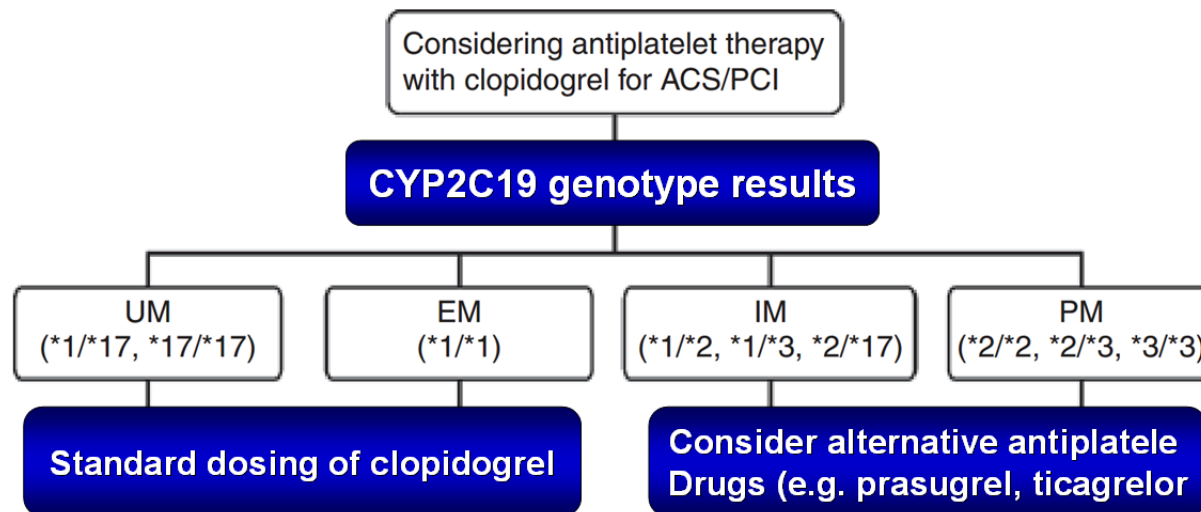 Considering antiplatelet therapy
with clopidogrel for ACS/PCI
CYP2C19 genotype results
UM
(*1/*17, *17/*17)
EM
(*1/*1)
IM
(*1/*2, *1/*3, *2/*17)
PM
(*2/*2, *2/*3, *3/*3)
Standard dosing of clopidogrel
Consider alternative antiplatele
Drugs (e.g. prasugrel, ticagrelor